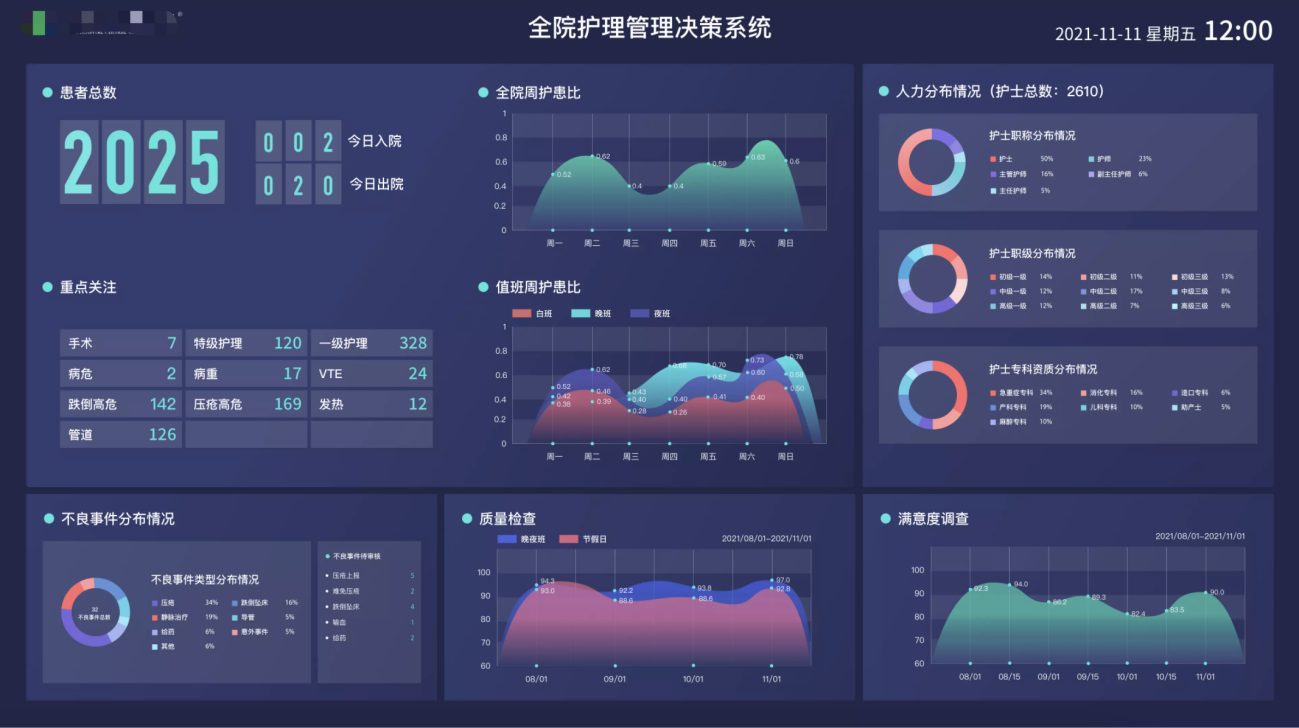 全院护理管理决策系统
2021-11-11 星期五 12:00
患者总数
2025
002 今日入院
020 今日出院
重点关注
手术 7 特级护理 120 一级护理 328
病危 2 病重 17 VTE 24
跌倒高危 142 压疮高危 169 发热 12
管道 126
全院周护患比
1
0.8
0.6
0.4
0.2
0
0.52 0.62 0.4 0.4 0.59 0.63 0.6
周一 周二 周三 周四 周五 周六 周日
值班周护患比
白班 晚班 夜班
1
0.8
0.6
0.4
0.2
0
0.52 0.62 0.43 0.68 0.70 0.73 0.78
0.42 0.46 0.40 0.40 0.57 0.60 0.58
0.38 0.39 0.28 0.26 0.41 0.40 0.50
周一 周二 周三 周四 周五 周六 周日
人力分布情况（护士总数：2610）
护士职称分布情况
护士 50% 护师 23%
主管护师 16% 副主任护师 6%
主任护师 5%
护士职级分布情况
初级一级 14% 初级二级 11% 初级三级 13%
中级一级 12% 中级二级 17% 中级三级 8%
高级一级 12% 高级二级 7% 高级三级 6%
护士专科资质分布情况
急重症专科 34% 消化专科 16% 造口专科 6%
产科专科 19% 儿科专科 10% 助产士 5%
麻醉专科 10%
不良事件分布情况
不良事件类型分布情况
32
不良事件总数
压疮 34% 跌倒坠床 16%
静脉治疗 19% 导管 5%
给药 6% 意外事件 5%
其他 6%
不良事件待审核
压疮上报 5
难免压疮 2
跌倒坠床 4
输血 1
给药 2
质量检查
晚夜班 节假日 2021/08/01-2021/11/01
100
90
80
70
60
94.3 92.2 93.8 97.0
93.0 88.6 88.6 92.8
08/01 09/01 10/01 11/01
满意度调查
2021/08/01-2021/11/01
100
90
80
70
60
92.3 94.0 89.3 82.4 83.5 90.0
08/01 08/15 09/01 09/15 10/01 10/15 11/01